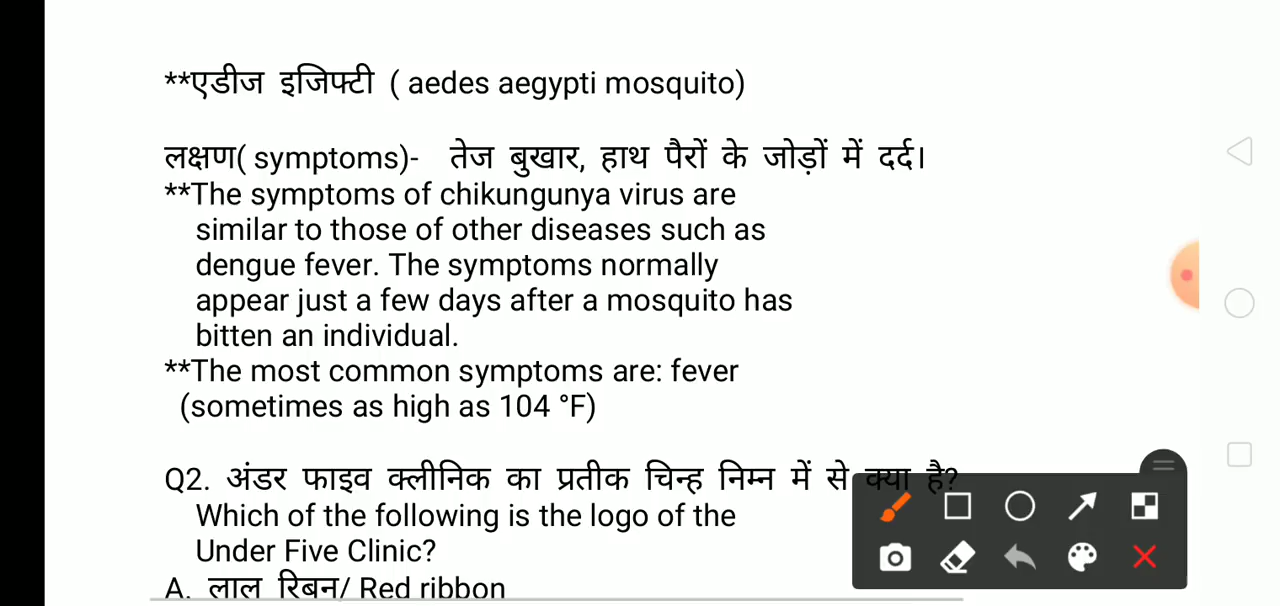 **एडीज इजिप्टी ( aedes aegypti mosquito)
लक्षण( symptoms)- तेज बुखार, हाथ पैरों के जोड़ों में दर्द।
**The symptoms of chikungunya virus are
similar to those of other diseases such as
dengue fever. The symptoms normally
appear just a few days after a mosquito has
bitten an individual.
**The most common symptoms are: fever
(sometimes as high as 104 °F)
Q2. अंडर फाइव क्लीनिक का प्रतीक चिन्ह निम्न में से क्या है?
Which of the following is the logo of the
Under Five Clinic?
A. लाल रिबन/ Red ribbon